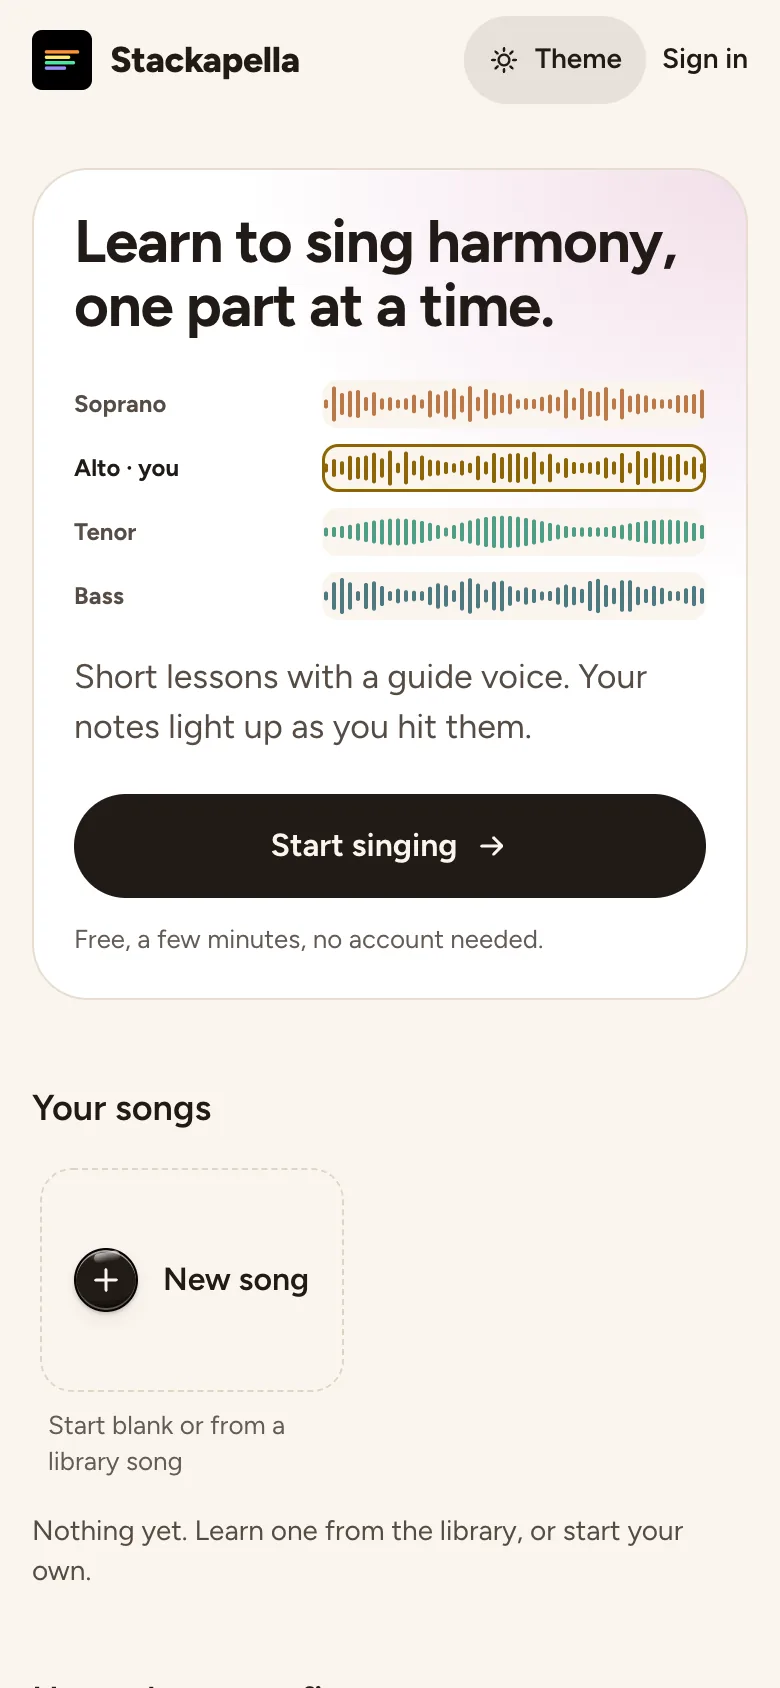 Stackapella
Theme
Sign in
Learn to sing harmony,
one part at a time.
Soprano
Alto · you
Tenor
Bass
Short lessons with a guide voice. Your
notes light up as you hit them.
Start singing →
Free, a few minutes, no account needed.
Your songs
New song
Start blank or from a
library song
Nothing yet. Learn one from the library, or start your
own.